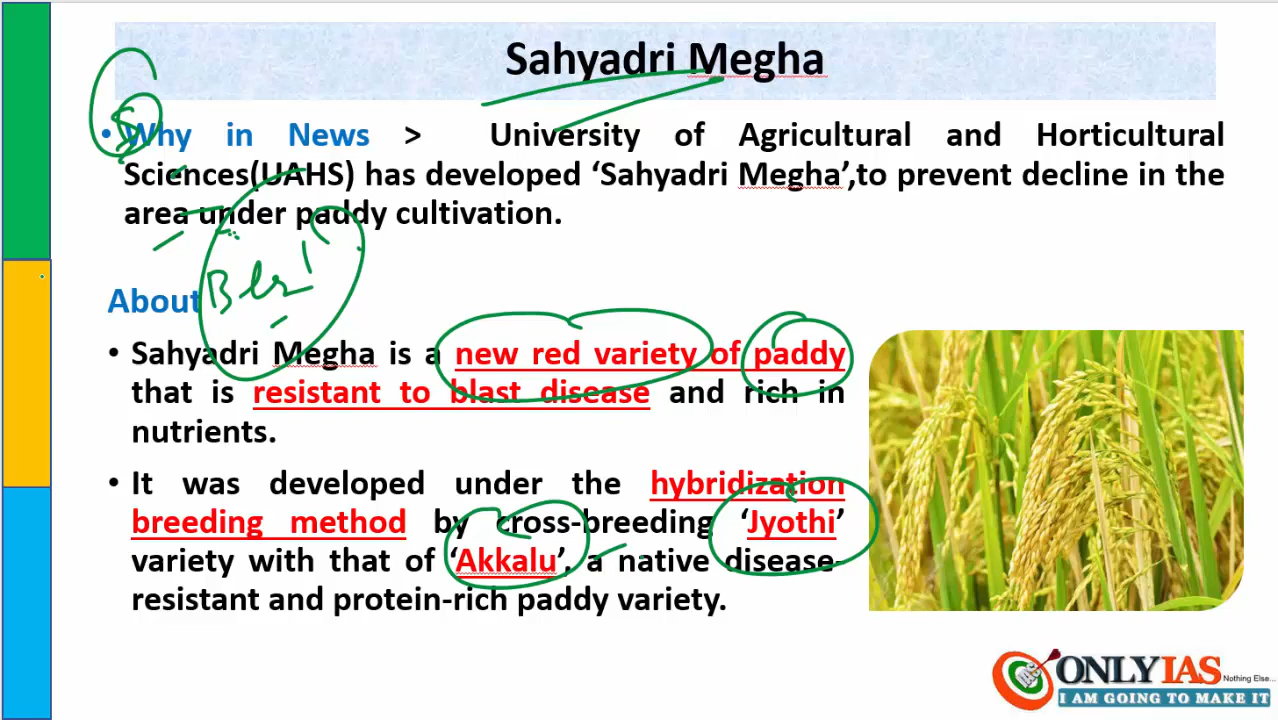 Sahyadri Megha
• Why in News > University of Agricultural and Horticultural
Sciences(UAHS) has developed ‘Sahyadri Megha’,to prevent decline in the
area under paddy cultivation.
About
• Sahyadri Megha is a new red variety of paddy
that is resistant to blast disease and rich in
nutrients.
• It was developed under the hybridization
breeding method by cross-breeding ‘Jyothi’
variety with that of ‘Akkalu’, a native disease-
resistant and protein-rich paddy variety.
ONLYIAS
Nothing Else...
I AM GOING TO MAKE IT